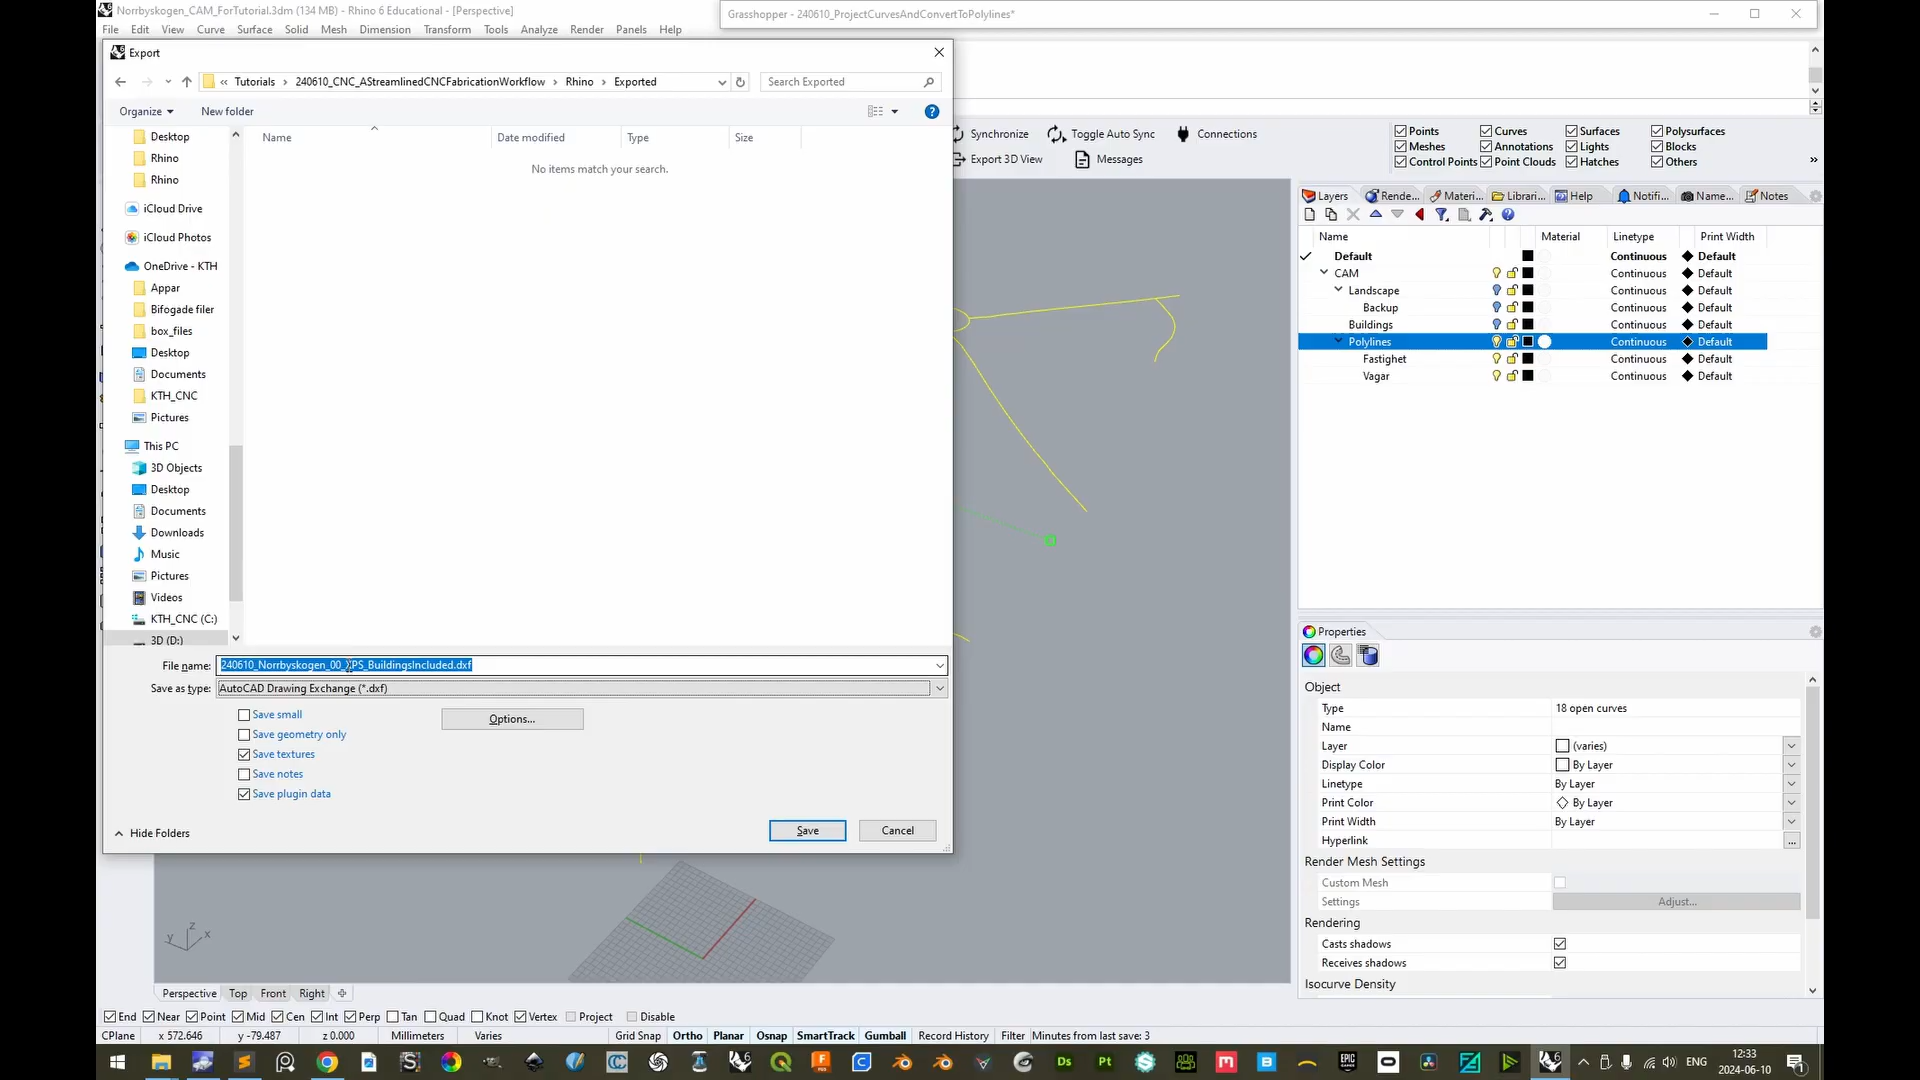 Norrbyskogen_CAM_ForTutorial.3dm (134 MB) - Rhino 6 Educational - [Perspective]
Grasshopper - 240610_ProjectCurvesAndConvertToPolylines*
File Edit View Curve Surface Solid Mesh Dimension Transform Tools Analyze Render Panels Help
Export
« Tutorials › 240610_CNC_AStreamlinedCNCFabricationWorkflow › Rhino › Exported
Search Exported
Organize New folder
Name Date modified Type Size
No items match your search.
Desktop
Rhino
Rhino
iCloud Drive
iCloud Photos
OneDrive - KTH
Appar
Bifogade filer
box_files
Desktop
Documents
KTH_CNC
Pictures
This PC
3D Objects
Desktop
Documents
Downloads
Music
Pictures
Videos
KTH_CNC (C:)
3D (D:)
File name: 240610_Norrbyskogen_00_XPS_BuildingsIncluded.dxf
Save as type: AutoCAD Drawing Exchange (*.dxf)
Save small
Options...
Save geometry only
Save textures
Save notes
Save plugin data
Hide Folders
Save Cancel
Synchronize Toggle Auto Sync Connections
Export 3D View Messages
Points Curves Surfaces Polysurfaces
Meshes Annotations Lights Blocks
Control Points Point Clouds Hatches Others
»
Layers Rende... Materi... Librari... Help Notifi... Name... Notes
Name Material Linetype Print Width
Default Continuous Default
CAM Continuous Default
Landscape Continuous Default
Backup Continuous Default
Buildings Continuous Default
Polylines Continuous Default
Fastighet Continuous Default
Vagar Continuous Default
Properties
Object
Type 18 open curves
Name
Layer (varies)
Display Color By Layer
Linetype By Layer
Print Color By Layer
Print Width By Layer
Hyperlink ...
Render Mesh Settings
Custom Mesh
Settings Adjust...
Rendering
Casts shadows
Receives shadows
Isocurve Density
z
y x
Perspective Top Front Right
End Near Point Mid Cen Int Perp Tan Quad Knot Vertex Project Disable
CPlane x 572.646 y -79.487 z 0.000 Millimeters Varies Grid Snap Ortho Planar Osnap SmartTrack Gumball Record History Filter Minutes from last save: 3
Ds Pt
EPIC GAMES
ENG
12:33
2024-06-10